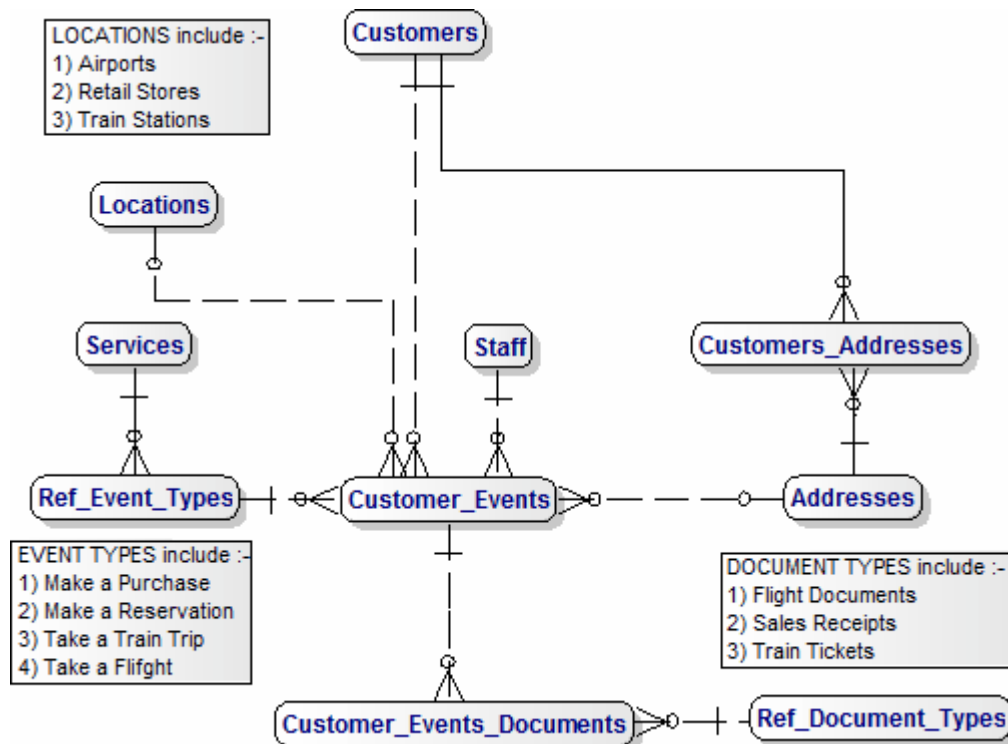 LOCATIONS include :-
1) Airports
2) Retail Stores
3) Train Stations
Customers
Locations
Services
Staff
Customers_Addresses
Ref_Event_Types
Customer_Events
Addresses
EVENT TYPES include :-
1) Make a Purchase
2) Make a Reservation
3) Take a Train Trip
4) Take a Flifght
DOCUMENT TYPES include :-
1) Flight Documents
2) Sales Receipts
3) Train Tickets
Customer_Events_Documents
Ref_Document_Types